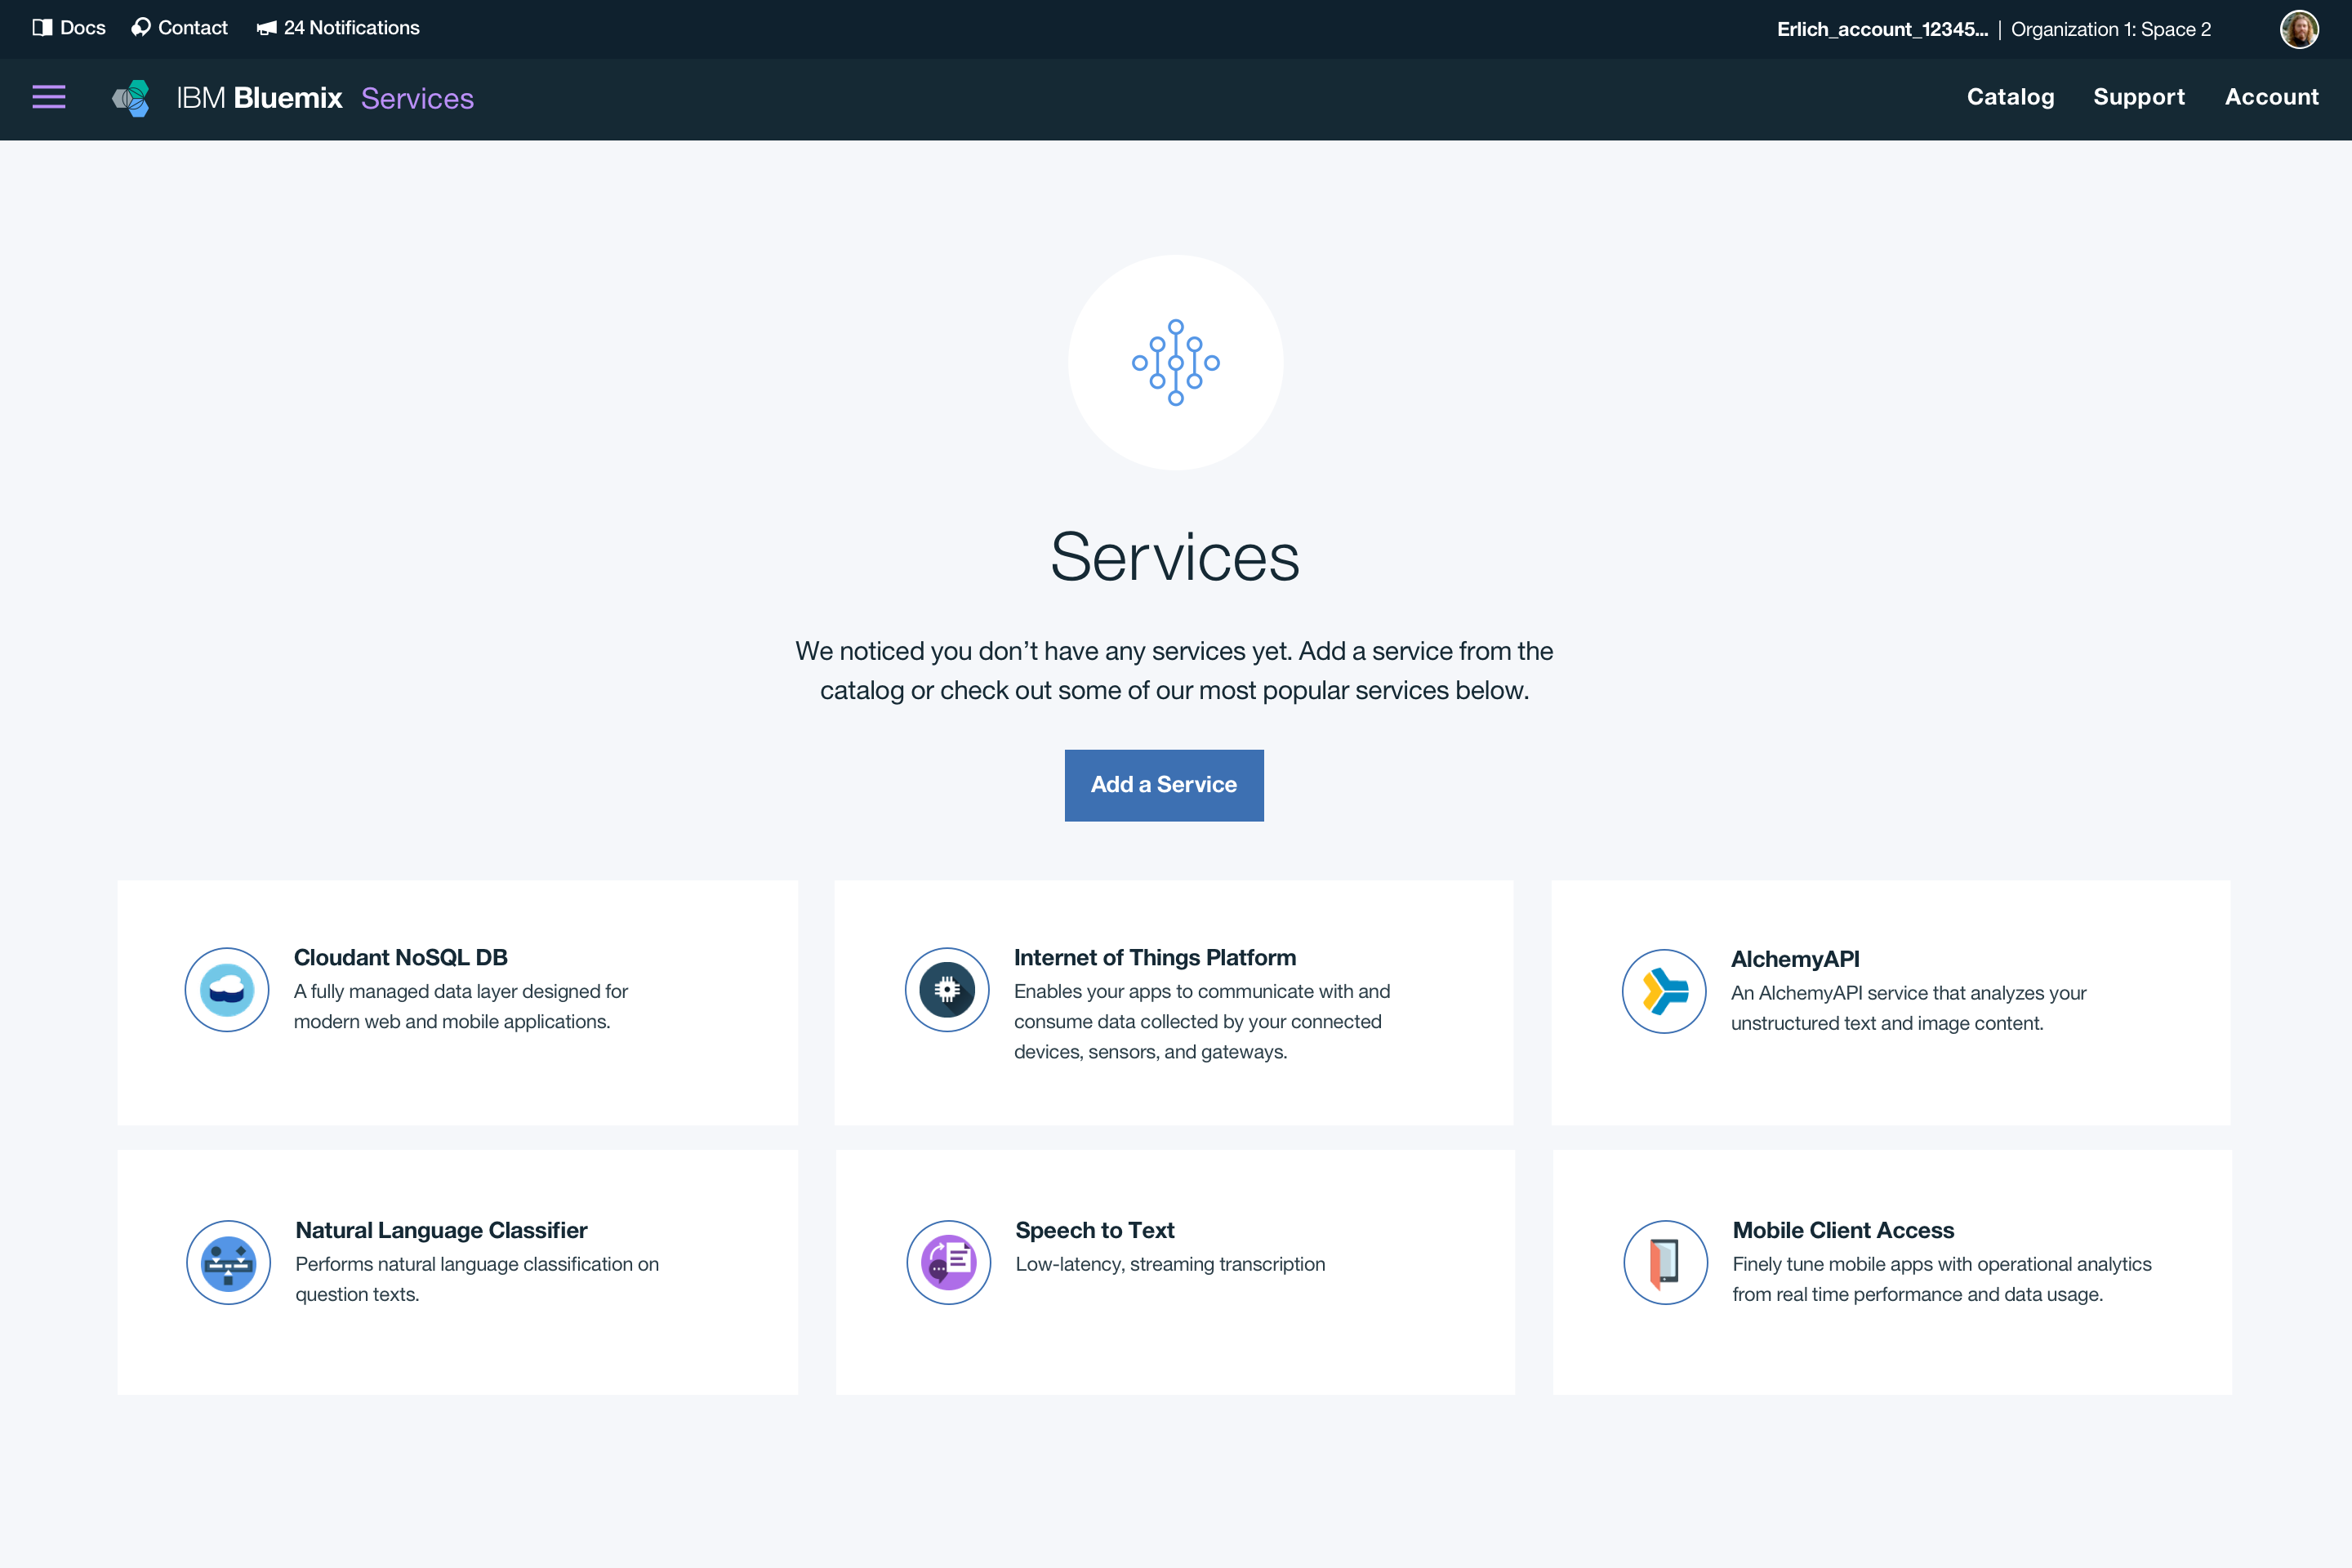 Docs Contact 24 Notifications Erlich_account_12345... | Organization 1: Space 2
IBM Bluemix Services Catalog Support Account
Services
We noticed you don’t have any services yet. Add a service from the
catalog or check out some of our most popular services below.
Add a Service
Cloudant NoSQL DB
A fully managed data layer designed for
modern web and mobile applications.
Internet of Things Platform
Enables your apps to communicate with and
consume data collected by your connected
devices, sensors, and gateways.
AlchemyAPI
An AlchemyAPI service that analyzes your
unstructured text and image content.
Natural Language Classifier
Performs natural language classification on
question texts.
Speech to Text
Low-latency, streaming transcription
Mobile Client Access
Finely tune mobile apps with operational analytics
from real time performance and data usage.